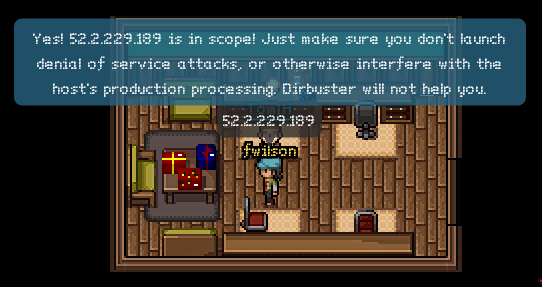 Yes! 52.2.229.189 is in scope! Just make sure you don't launch
denial of service attacks, or otherwise interfere with the
host's production processing. Dirbuster will not help you.
52.2.229.189
fwilson